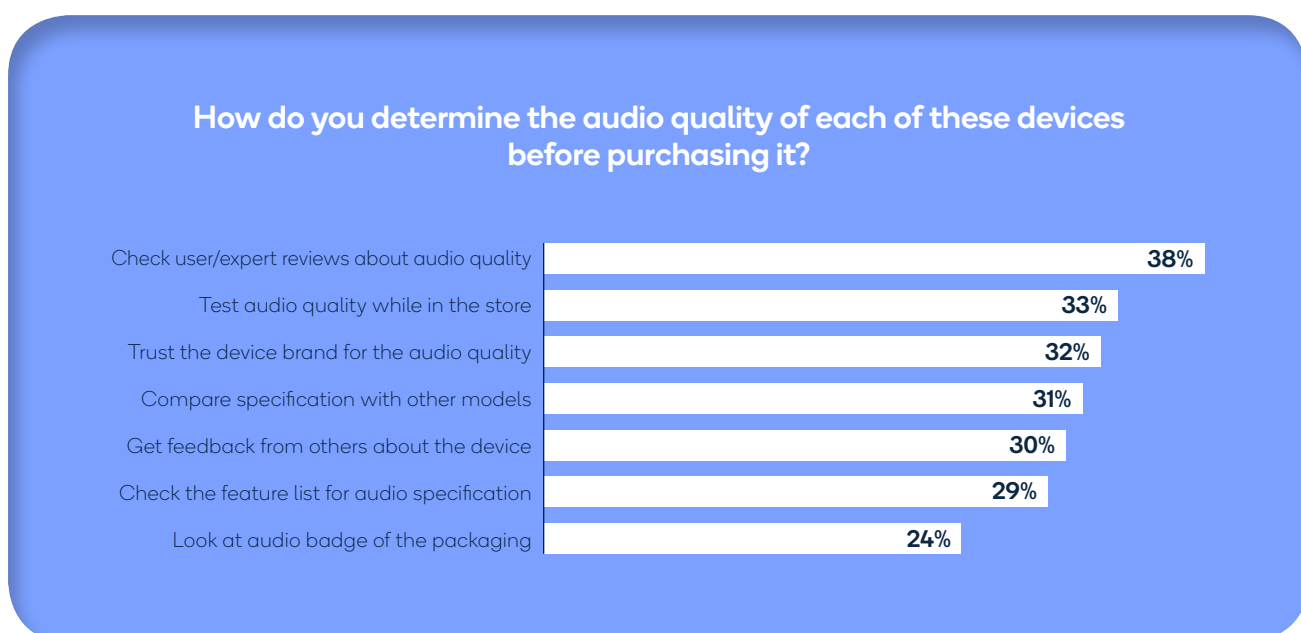 How do you determine the audio quality of each of these devices
before purchasing it?
Check user/expert reviews about audio quality 38%
Test audio quality while in the store 33%
Trust the device brand for the audio quality 32%
Compare specification with other models 31%
Get feedback from others about the device 30%
Check the feature list for audio specification 29%
Look at audio badge of the packaging 24%